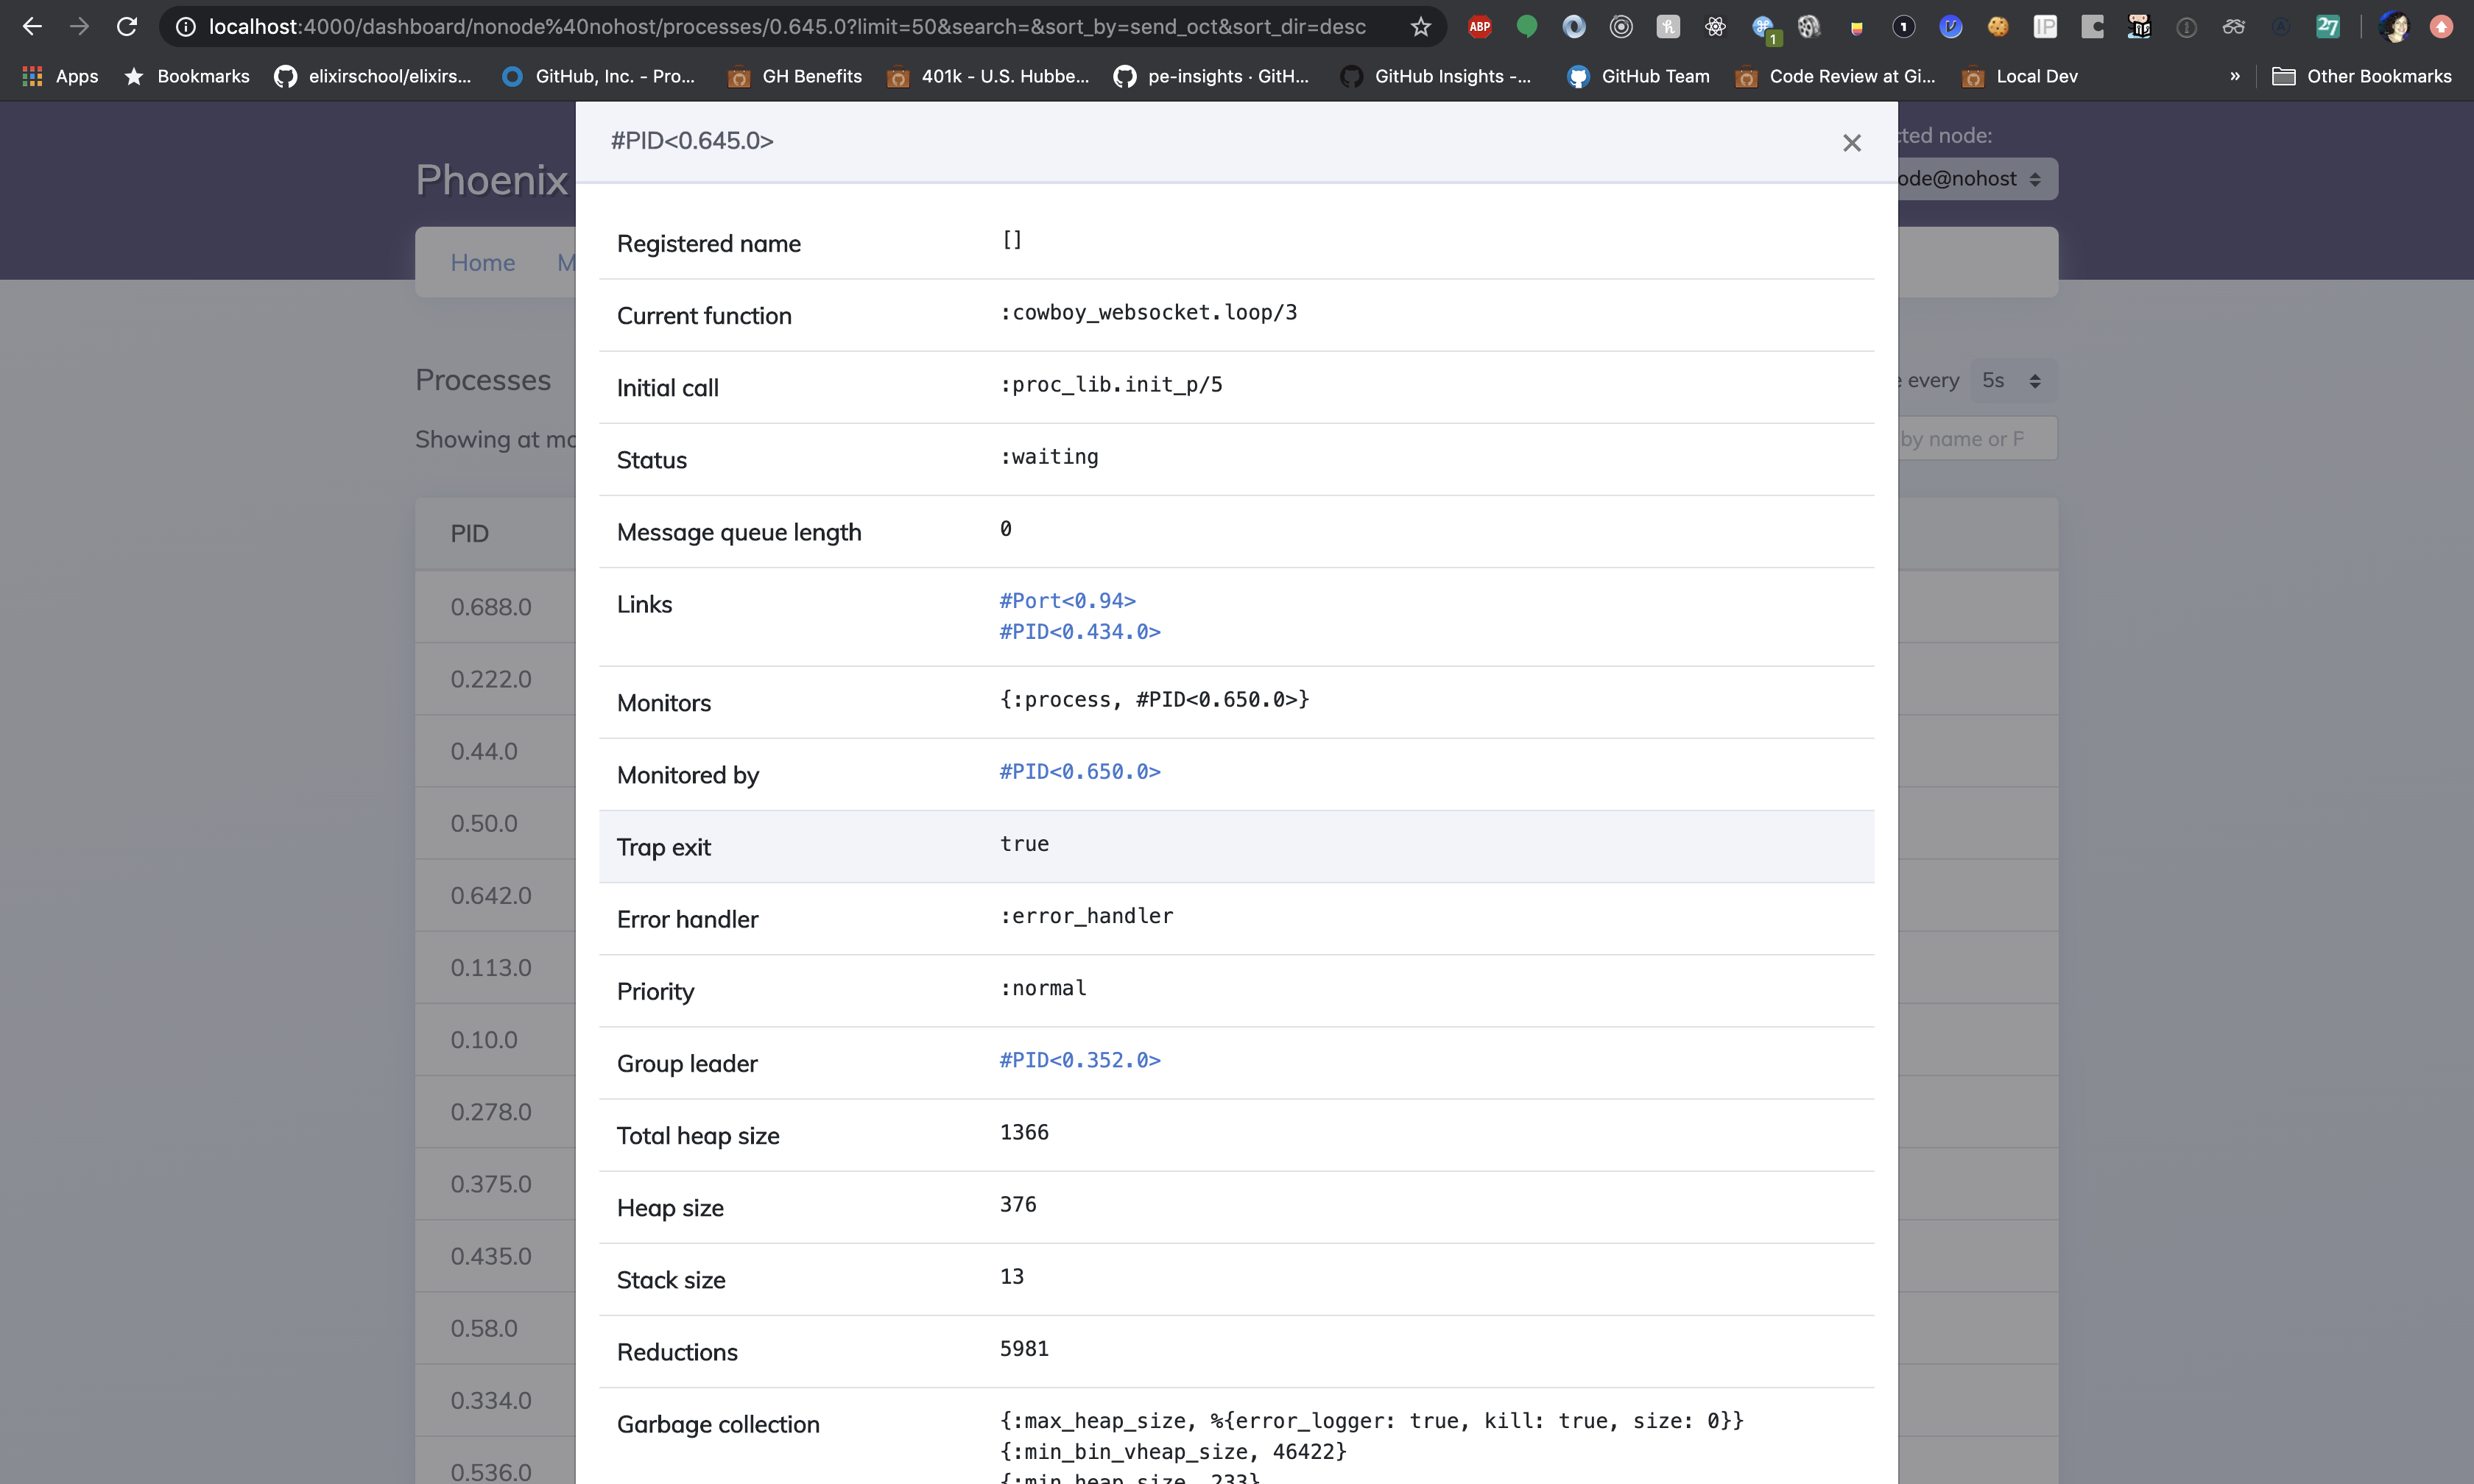 localhost:4000/dashboard/nonode%40nohost/processes/0.645.0?limit=50&search=&sort_by=send_oct&sort_dir=desc
ABP
1
27
Apps
Bookmarks
elixirschool/elixirs...
GitHub, Inc. - Pro...
GH Benefits
401k - U.S. Hubbe...
pe-insights · GitH...
GitHub Insights -...
GitHub Team
Code Review at Gi...
Local Dev
»
Other Bookmarks
#PID<0.645.0>
×
cted node:
Phoenix
ode@nohost
Home M
Processes
e every 5s
Showing at mo
by name or P
PID
0.688.0
0.222.0
0.44.0
0.50.0
0.642.0
0.113.0
0.10.0
0.278.0
0.375.0
0.435.0
0.58.0
0.334.0
0.536.0
Registered name []
Current function :cowboy_websocket.loop/3
Initial call :proc_lib.init_p/5
Status :waiting
Message queue length 0
Links #Port<0.94>
#PID<0.434.0>
Monitors {:process, #PID<0.650.0>}
Monitored by #PID<0.650.0>
Trap exit true
Error handler :error_handler
Priority :normal
Group leader #PID<0.352.0>
Total heap size 1366
Heap size 376
Stack size 13
Reductions 5981
Garbage collection {:max_heap_size, %{error_logger: true, kill: true, size: 0}}
{:min_bin_vheap_size, 46422}
{:min_heap_size, 233}